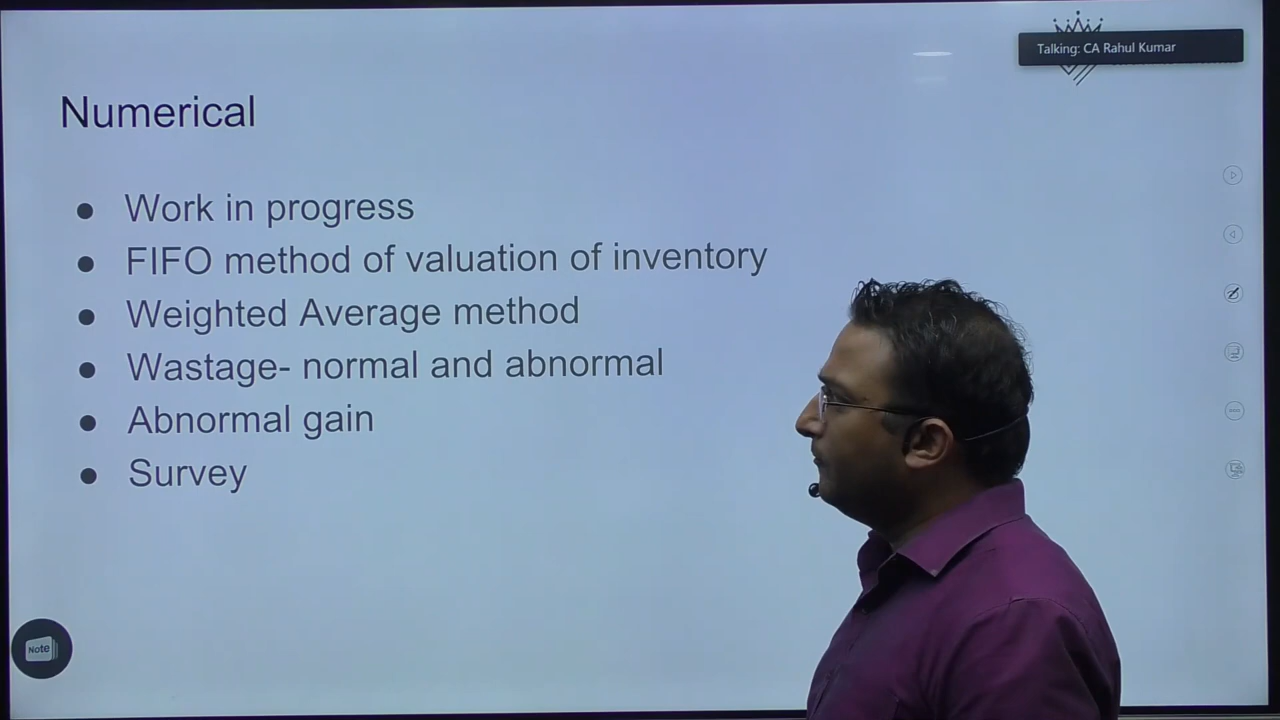 Talking: CA Rahul Kumar
Numerical
● Work in progress
● FIFO method of valuation of inventory
● Weighted Average method
● Wastage- normal and abnormal
● Abnormal gain
● Survey
Note